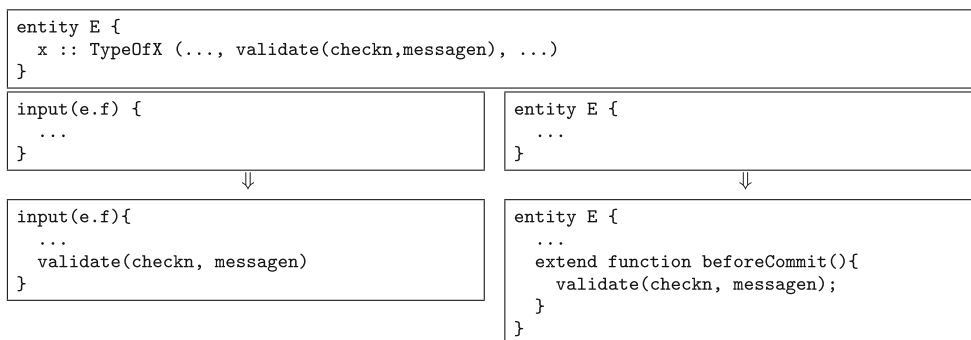 entity E {
  x :: TypeOfX (..., validate(checkn,messagen), ...)
}
input(e.f) {
  ...
}
⇓
input(e.f){
  ...
  validate(checkn, messagen)
}
entity E {
  ...
}
⇓
entity E {
  ...
  extend function beforeCommit(){
    validate(checkn, messagen);
  }
}